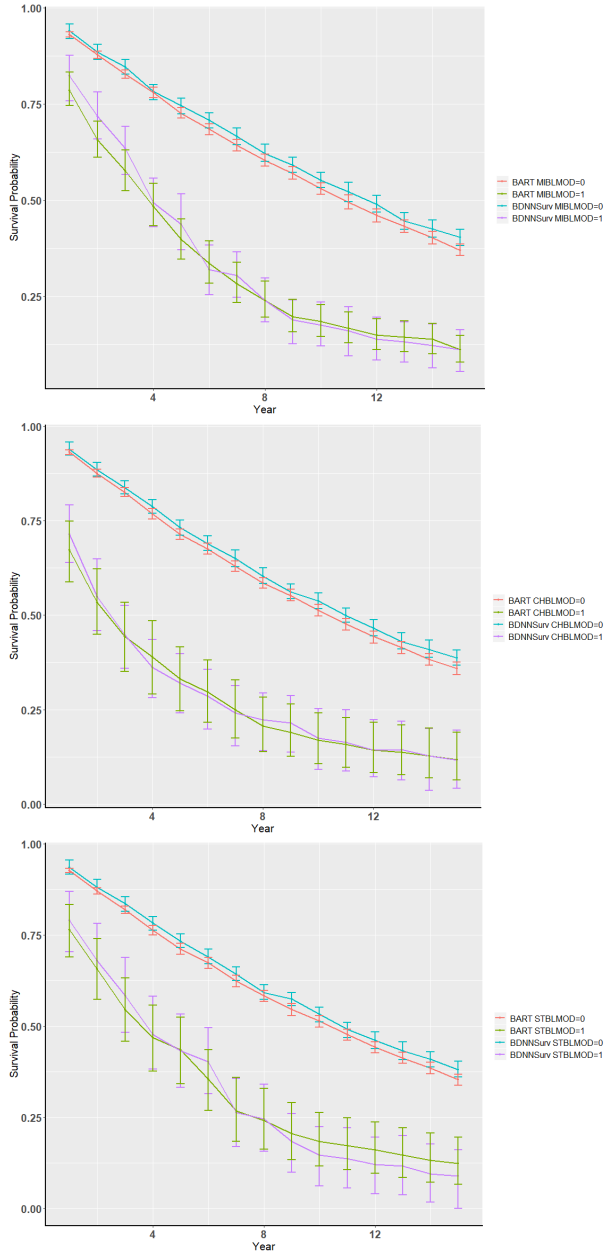 1.00
0.75
0.50
0.25
Survival Probability
4
8
12
Year
BART MIBLMOD=0
BART MIBLMOD=1
BDNNSurv MIBLMOD=0
BDNNSurv MIBLMOD=1
1.00
0.75
0.50
0.25
0.00
Survival Probability
4
8
12
Year
BART CHBLMOD=0
BART CHBLMOD=1
BDNNSurv CHBLMOD=0
BDNNSurv CHBLMOD=1
1.00
0.75
0.50
0.25
0.00
Survival Probability
4
8
12
Year
BART STBLMOD=0
BART STBLMOD=1
BDNNSurv STBLMOD=0
BDNNSurv STBLMOD=1